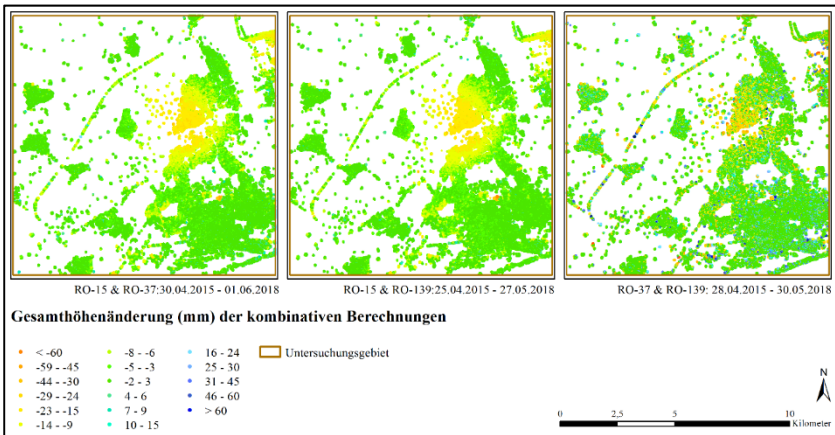 RO-15 & RO-37:30.04.2015 - 01.06.2018
RO-15 & RO-139:25.04.2015 - 27.05.2018
RO-37 & RO-139: 28.04.2015 - 30.05.2018
Gesamthöhenänderung (mm) der kombinativen Berechnungen
< -60
-59 - -45
-44 - -30
-29 - -24
-23 - -15
-14 - -9
-8 - -6
-5 - -3
-2 - 3
4 - 6
7 - 9
10 - 15
16 - 24
25 - 30
31 - 45
46 - 60
> 60
Untersuchungsgebiet
N
0 2,5 5 10
Kilometer